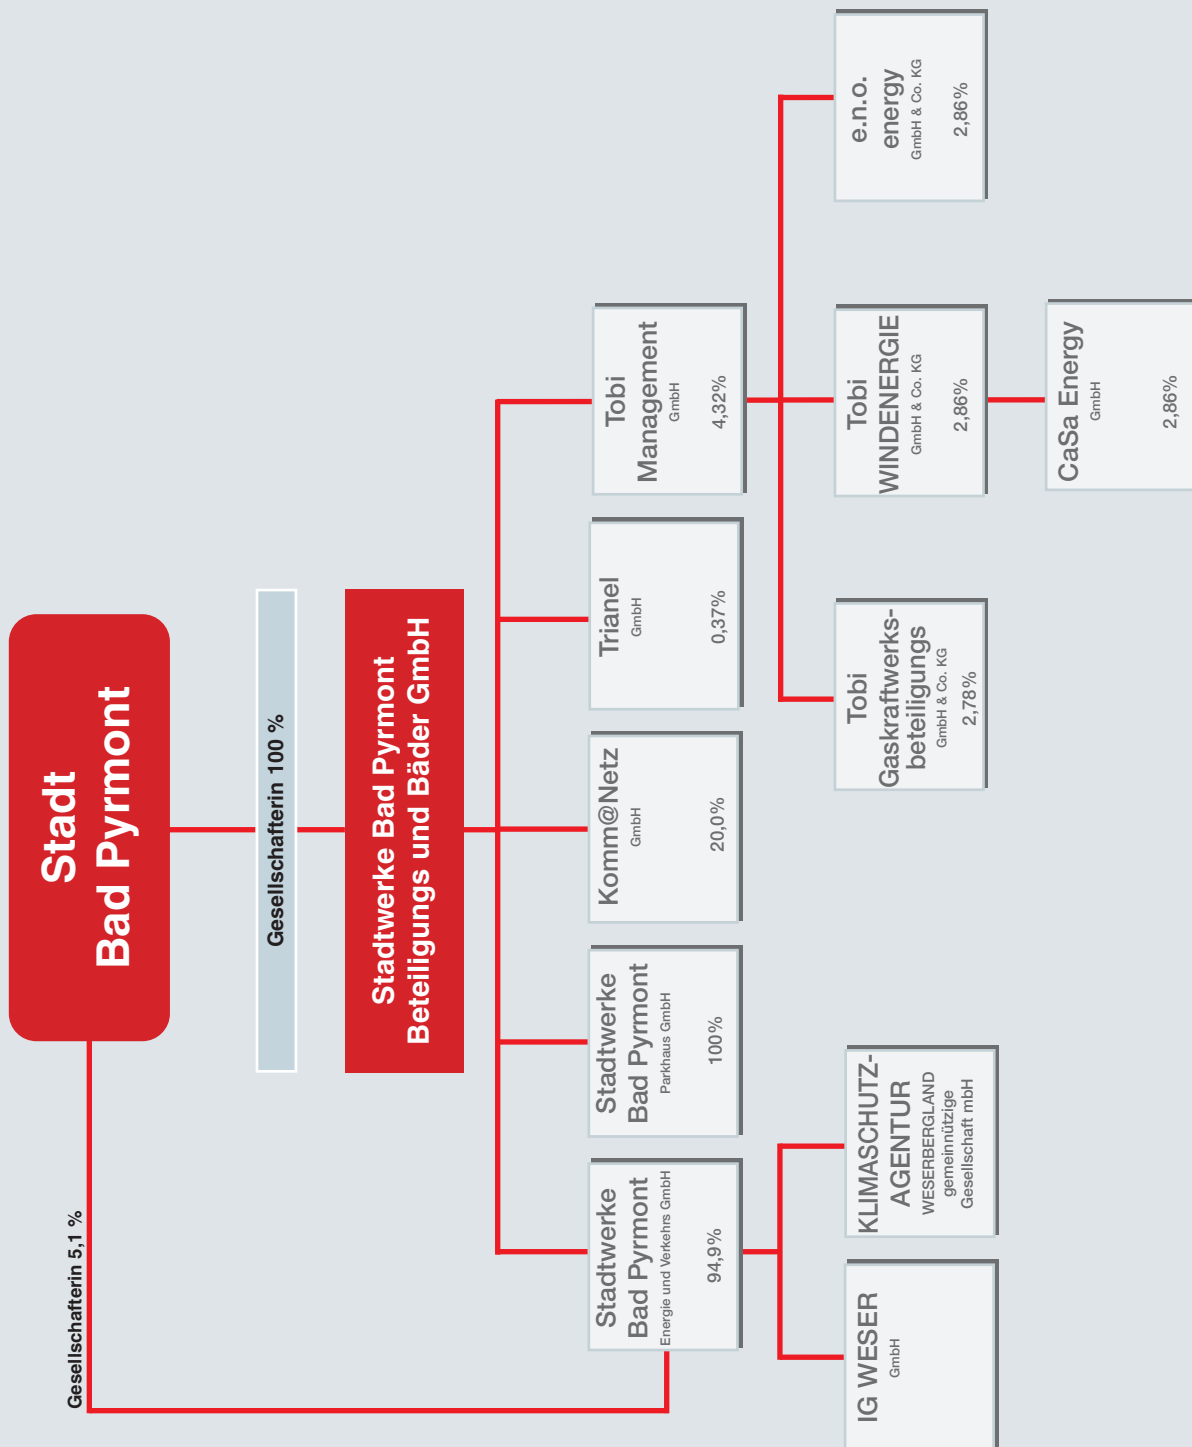 Stadt
Bad Pyrmont
Gesellschafterin 5,1 %
Gesellschafterin 100 %
Stadtwerke Bad Pyrmont
Beteiligungs und Bäder GmbH
Stadtwerke
Bad Pyrmont
Energie und Verkehrs GmbH
94,9%
Stadtwerke
Bad Pyrmont
Parkhaus GmbH
100%
Komm@Netz
GmbH
20,0%
Trianel
GmbH
0,37%
Tobi
Management
GmbH
4,32%
IG WESER
GmbH
KLIMASCHUTZ-
AGENTUR
WESERBERGLAND
gemeinnützige
Gesellschaft mbH
Tobi
Gaskraftwerks-
beteiligungs
GmbH & Co. KG
2,78%
Tobi
WINDENERGIE
GmbH & Co. KG
2,86%
e.n.o.
energy
GmbH & Co. KG
2,86%
CaSa Energy
GmbH
2,86%